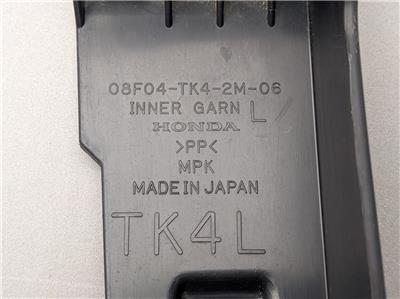 08F04-TK4-2M-06
INNER GARN L
HONDA
>PP<
MPK
MADE IN JAPAN
TK4L